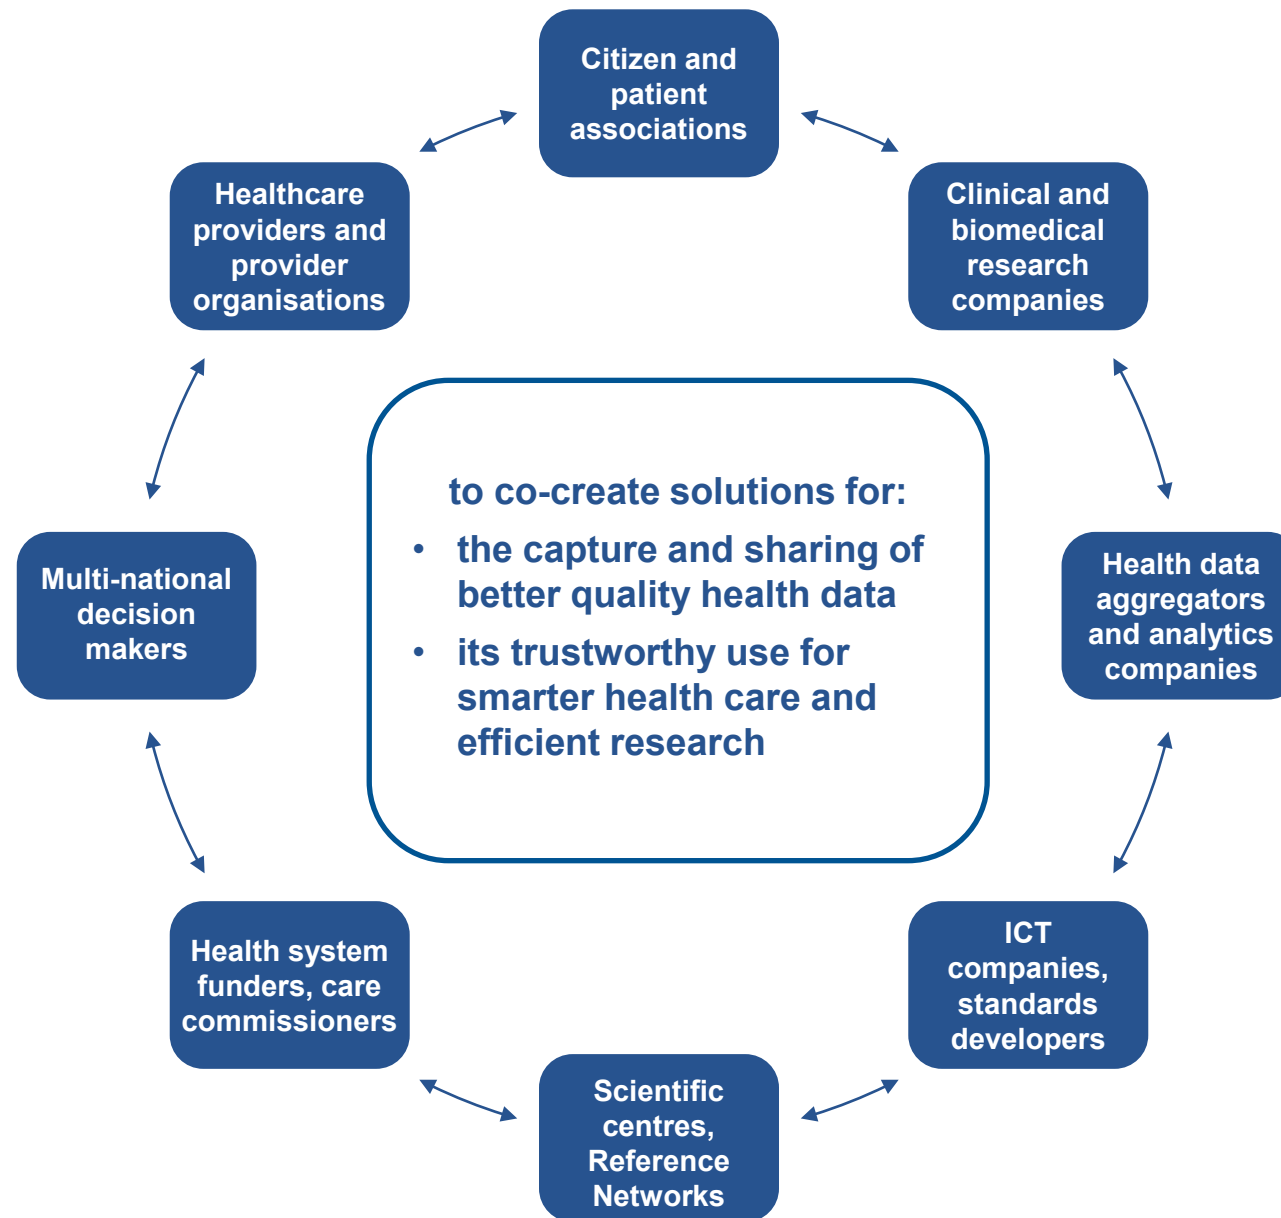 Citizen and
patient
associations
Healthcare
providers and
provider
organisations
Clinical and
biomedical
research
companies
to co-create solutions for:
• the capture and sharing of
better quality health data
• its trustworthy use for
smarter health care and
efficient research
Multi-national
decision
makers
Health data
aggregators
and analytics
companies
Health system
funders, care
commissioners
ICT
companies,
standards
developers
Scientific
centres,
Reference
Networks